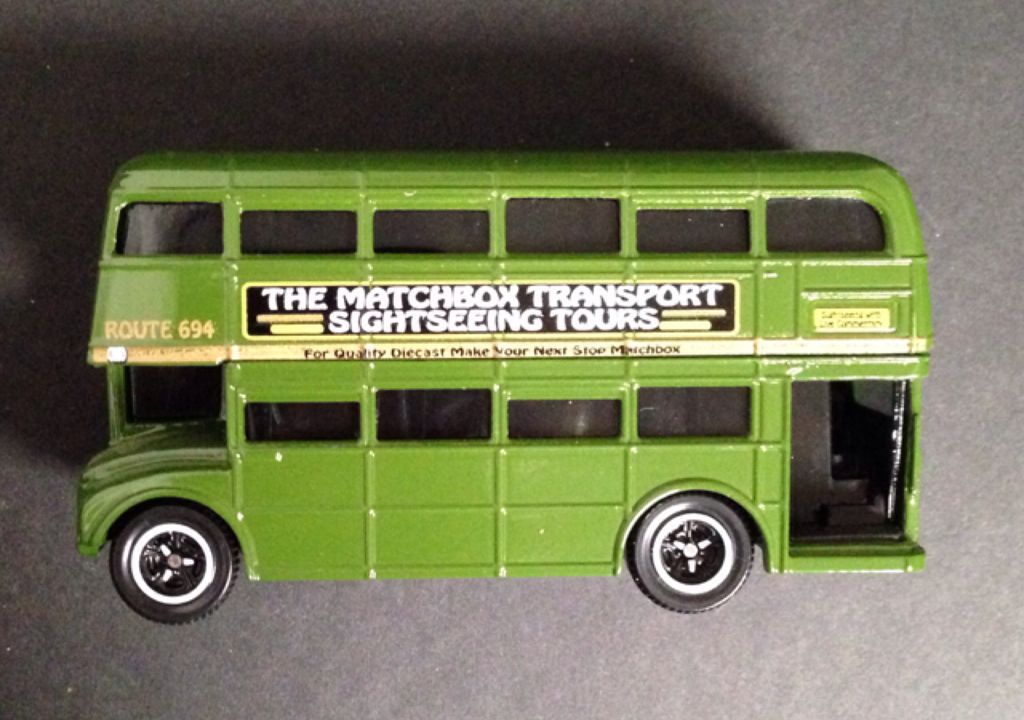 THE MATCHBOX TRANSPORT
SIGHTSEEING TOURS
ROUTE 694
For Quality Diecast Make Your Next Stop Matchbox